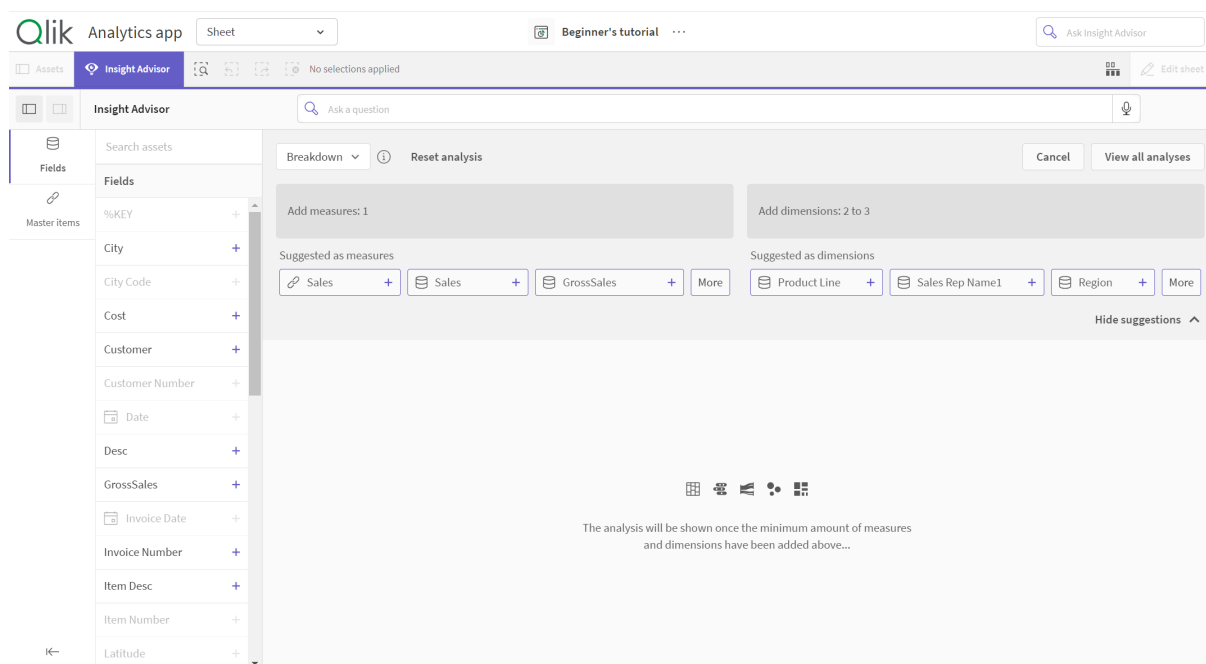 Qlik Analytics app Sheet Beginner's tutorial ... Ask Insight Advisor
Assets Insight Advisor No selections applied Edit sheet
Insight Advisor Ask a question
Fields
Master items
Search assets
Fields
%KEY
City
City Code
Cost
Customer
Customer Number
Date
Desc
GrossSales
Invoice Date
Invoice Number
Item Desc
Item Number
Latitude
Breakdown Reset analysis Cancel View all analyses
Add measures: 1 Add dimensions: 2 to 3
Suggested as measures Suggested as dimensions
Sales Sales GrossSales More Product Line Sales Rep Name1 Region More
Hide suggestions
The analysis will be shown once the minimum amount of measures
and dimensions have been added above...